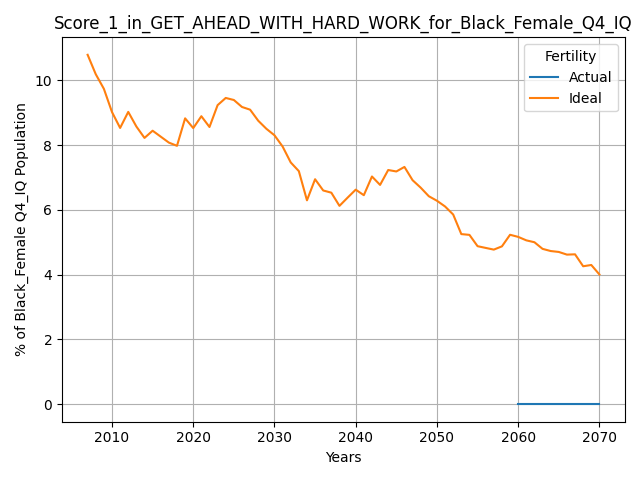 Score_1_in_GET_AHEAD_WITH_HARD_WORK_for_Black_Female_Q4_IQ
Fertility
Actual
Ideal
% of Black_Female Q4_IQ Population
10
8
6
4
2
0
2010 2020 2030 2040 2050 2060 2070
Years